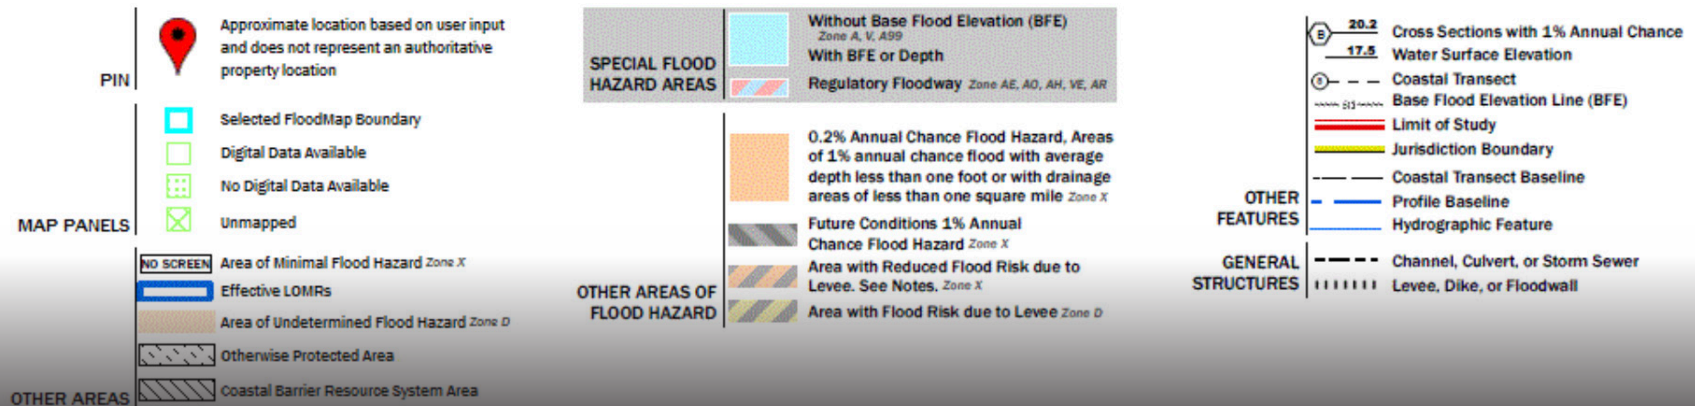 PIN
Approximate location based on user input
and does not represent an authoritative
property location
MAP PANELS
Selected FloodMap Boundary
Digital Data Available
No Digital Data Available
Unmapped
OTHER AREAS
NO SCREEN Area of Minimal Flood Hazard Zone X
Effective LOMRs
Area of Undetermined Flood Hazard Zone D
Otherwise Protected Area
Coastal Barrier Resource System Area
SPECIAL FLOOD
HAZARD AREAS
Without Base Flood Elevation (BFE)
Zone A, V, A99
With BFE or Depth
Regulatory Floodway Zone AE, AO, AH, VE, AR
OTHER AREAS OF
FLOOD HAZARD
0.2% Annual Chance Flood Hazard, Areas
of 1% annual chance flood with average
depth less than one foot or with drainage
areas of less than one square mile Zone X
Future Conditions 1% Annual
Chance Flood Hazard Zone X
Area with Reduced Flood Risk due to
Levee. See Notes. Zone X
Area with Flood Risk due to Levee Zone D
OTHER
FEATURES
B 20.2 Cross Sections with 1% Annual Chance
17.5 Water Surface Elevation
8 Coastal Transect
513 Base Flood Elevation Line (BFE)
Limit of Study
Jurisdiction Boundary
Coastal Transect Baseline
Profile Baseline
Hydrographic Feature
GENERAL
STRUCTURES
Channel, Culvert, or Storm Sewer
Levee, Dike, or Floodwall